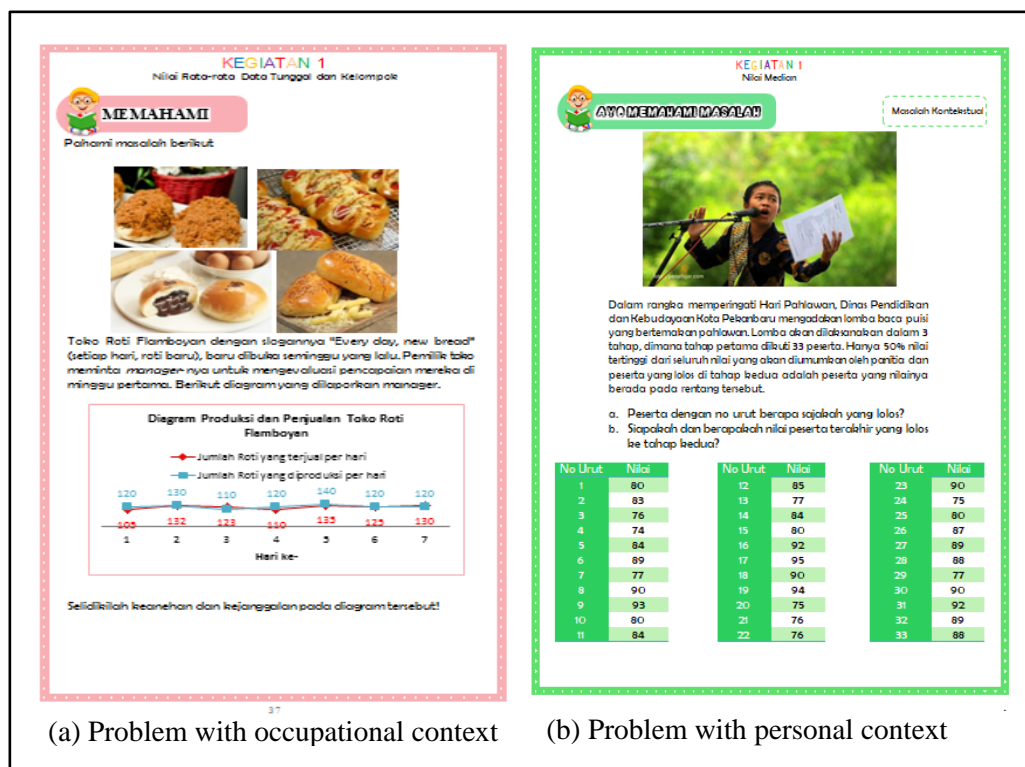 KEGIATAN 1
Nilai Rata-rata Data Tunggal dan Kelompok
MEMAHAMI
Pahami masalah berikut
Toko Roti Flamboyan dengan slogannya “Every day, new bread”
(setiap hari, roti baru), baru dibuka seminggu yang lalu. Pemilik toko
meminta manager-nya untuk mengevaluasi pencapaian mereka di
minggu pertama. Berikut diagram yang dilaporkan manager.
Diagram Produksi dan Penjualan Toko Roti
Flamboyan
Jumlah Roti yang terjual per hari
Jumlah Roti yang diproduksi per hari
120 130 110 120 140 120 120
105 132 123 110 135 125 130
1 2 3 4 5 6 7
Hari ke-
Selidikilah keanehan dan kejanggalan pada diagram tersebut!
37
(a) Problem with occupational context
KEGIATAN 1
Nilai Median
AYO MEMAHAMI MASALAH
Masalah Kontekstual
Dalam rangka memperingati Hari Pahlawan, Dinas Pendidikan
dan Kebudayaan Kota Pekanbaru mengadakan lomba baca puisi
yang bertemakan pahlawan. Lomba akan dilaksanakan dalam 3
tahap, dimana tahap pertama diikuti 33 peserta. Hanya 50% nilai
tertinggi dari seluruh nilai yang akan diumumkan oleh panitia dan
peserta yang lolos di tahap kedua adalah peserta yang nilainya
berada pada rentang tersebut.
a. Peserta dengan no urut berapa sajakah yang lolos?
b. Siapakah dan berapakah nilai peserta terakhir yang lolos
ke tahap kedua?
No Urut Nilai No Urut Nilai No Urut Nilai
1 80 12 85 23 90
2 83 13 77 24 75
3 76 14 84 25 80
4 74 15 80 26 87
5 84 16 92 27 89
6 89 17 95 28 88
7 77 18 90 29 77
8 90 19 94 30 90
9 93 20 75 31 92
10 80 21 76 32 89
11 84 22 76 33 88
(b) Problem with personal context